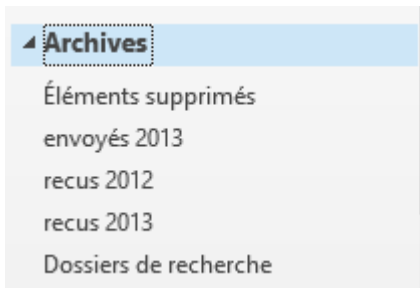 Archives
Éléments supprimés
envoyés 2013
recus 2012
recus 2013
Dossiers de recherche